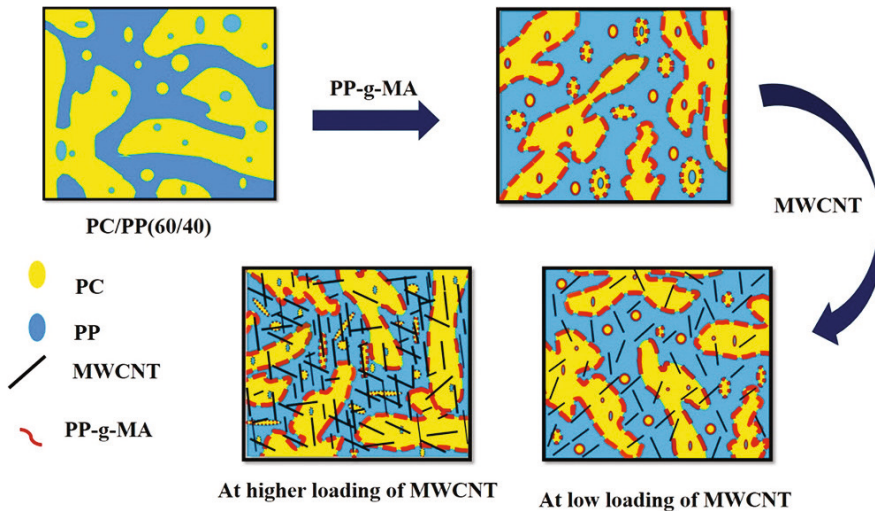 PP-g-MA
PC/PP(60/40)
MWCNT
PC
PP
MWCNT
PP-g-MA
At higher loading of MWCNT
At low loading of MWCNT